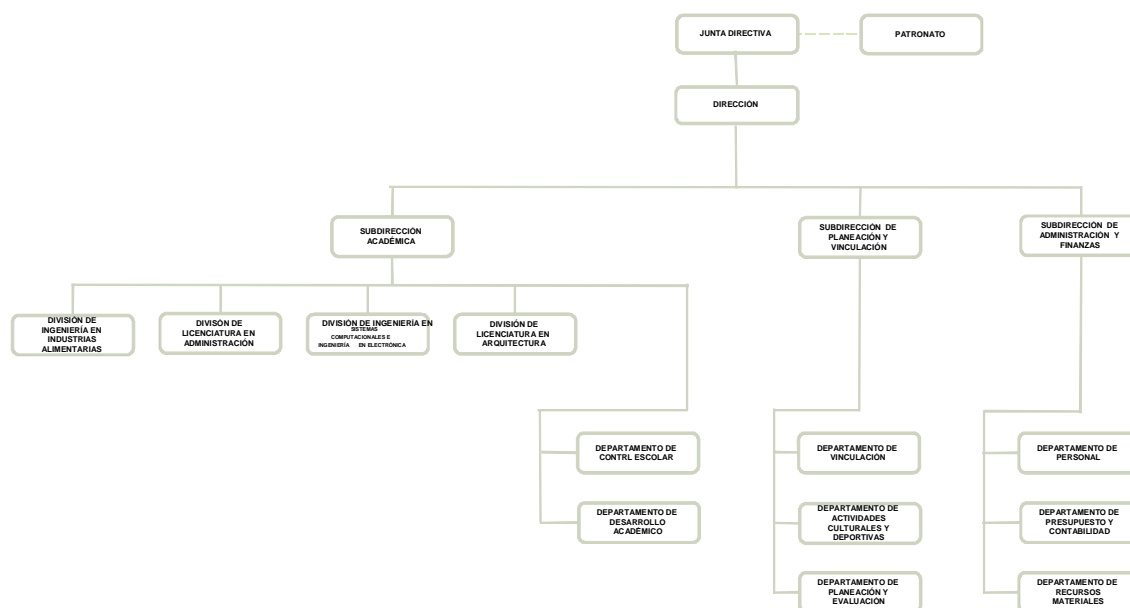 JUNTA DIRECTIVA
PATRONATO
DIRECCIÓN
SUBDIRECCIÓN
ACADÉMICA
SUBDIRECCIÓN DE
PLANEACIÓN Y
VINCULACIÓN
SUBDIRECCIÓN DE
ADMINISTRACIÓN Y
FINANZAS
DIVISIÓN DE
INGENIERÍA EN
INDUSTRIAS
ALIMENTARIAS
DIVISÓN DE
LICENCIATURA EN
ADMINISTRACIÓN
DIVISIÓN DE INGENIERÍA EN
SISTEMAS
COMPUTACIONALES E
INGENIERÍA EN ELECTRÓNICA
DIVISIÓN DE
LICENCIATURA EN
ARQUITECTURA
DEPARTAMENTO DE
CONTRL ESCOLAR
DEPARTAMENTO DE
DESARROLLO
ACADÉMICO
DEPARTAMENTO DE
VINCULACIÓN
DEPARTAMENTO DE
ACTIVIDADES
CULTURALES Y
DEPORTIVAS
DEPARTAMENTO DE
PLANEACIÓN Y
EVALUACIÓN
DEPARTAMENTO DE
PERSONAL
DEPARTAMENTO DE
PRESUPUESTO Y
CONTABILIDAD
DEPARTAMENTO DE
RECURSOS
MATERIALES